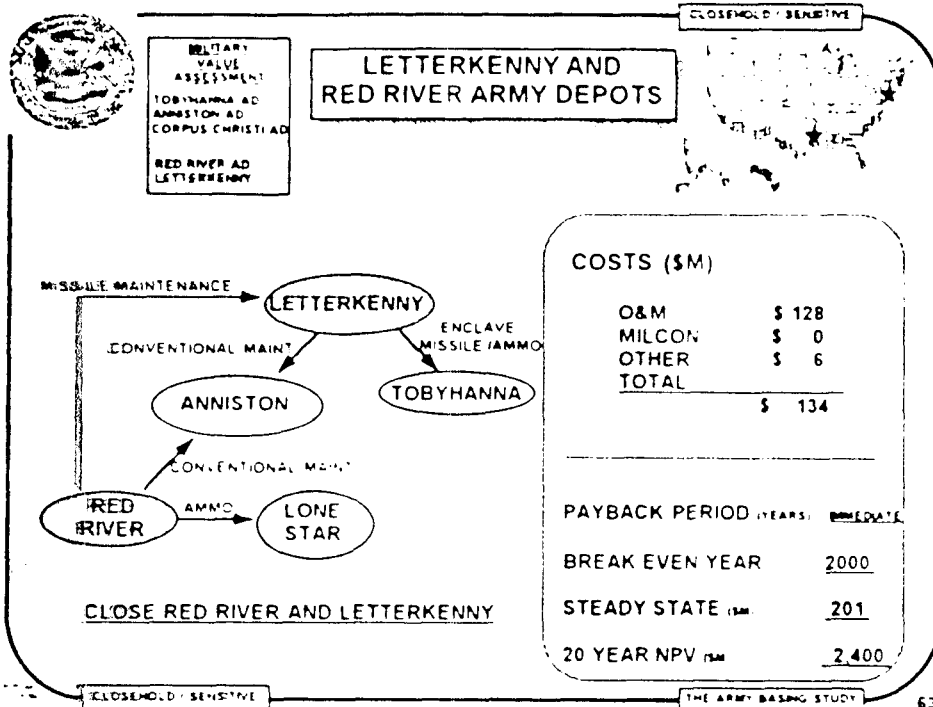 CLOSEHOLD / SENSITIVE
MILITARY
VALUE
ASSESSMENT
TOBYHANNA AD
ANNISTON AD
CORPUS CHRISTI AD
RED RIVER AD
LETTERKENNY
LETTERKENNY AND
RED RIVER ARMY DEPOTS
MISSILE MAINTENANCE
LETTERKENNY
CONVENTIONAL MAINT
ENCLAVE
MISSILE /AMMO
ANNISTON
TOBYHANNA
CONVENTIONAL MAINT
RED
RIVER
AMMO
LONE
STAR
CLOSE RED RIVER AND LETTERKENNY
COSTS ($M)
O&M $ 128
MILCON $ 0
OTHER $ 6
TOTAL
$ 134
PAYBACK PERIOD (YEARS) IMMEDIATE
BREAK EVEN YEAR 2000
STEADY STATE ($M) 201
20 YEAR NPV ($M) 2,400
CLOSEHOLD / SENSITIVE
THE ARMY BASING STUDY
63